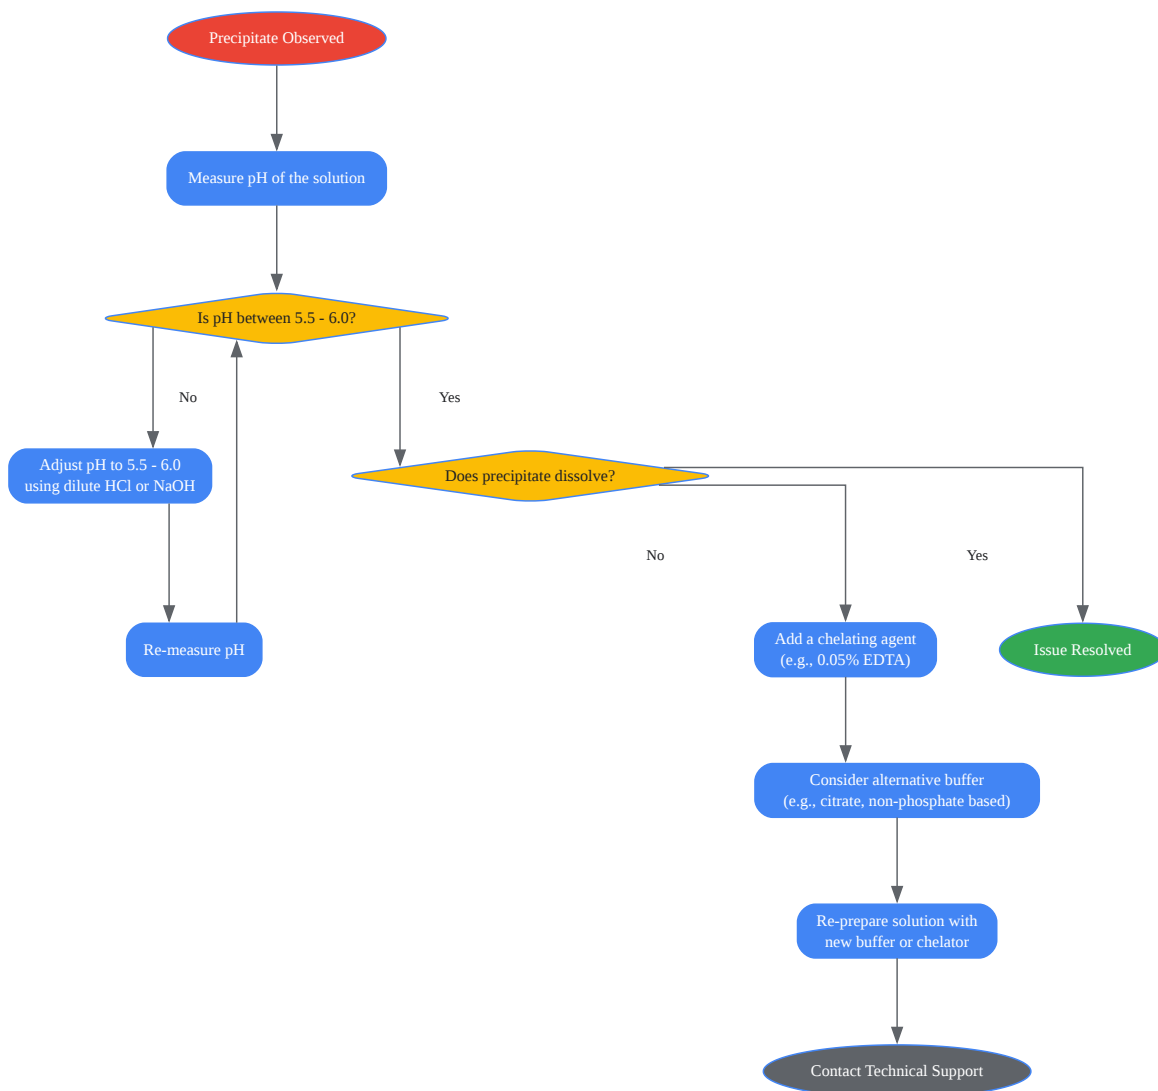 Precipitate Observed
Measure pH of the solution
Is pH between 5.5 - 6.0?
No
Yes
Adjust pH to 5.5 - 6.0
using dilute HCl or NaOH
Does precipitate dissolve?
No
Yes
Re-measure pH
Add a chelating agent
(e.g., 0.05% EDTA)
Issue Resolved
Consider alternative buffer
(e.g., citrate, non-phosphate based)
Re-prepare solution with
new buffer or chelator
Contact Technical Support